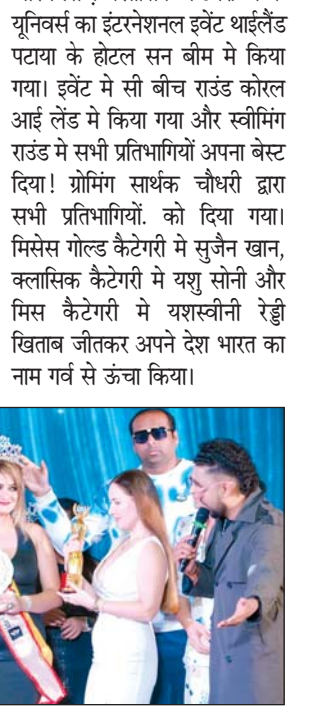 यूनिवर्स का इंटरनेशनल इवेंट थाईलैंड
पटाया के होटल सन बीम मे किया
गया। इवेंट मे सी बीच राउंड कोरल
आई लेंड मे किया गया और स्वीमिंग
राउंड मे सभी प्रतिभागियों अपना बेस्ट
दिया! ग्रोमिंग सार्थक चौधरी द्वारा
सभी प्रतिभागियों. को दिया गया।
मिसेस गोल्ड कैटेगरी मे सुजैन खान,
क्लासिक कैटेगरी मे यशु सोनी और
मिस कैटेगरी मे यशस्वीनी रेड्डी
खिताब जीतकर अपने देश भारत का
नाम गर्व से ऊंचा किया।